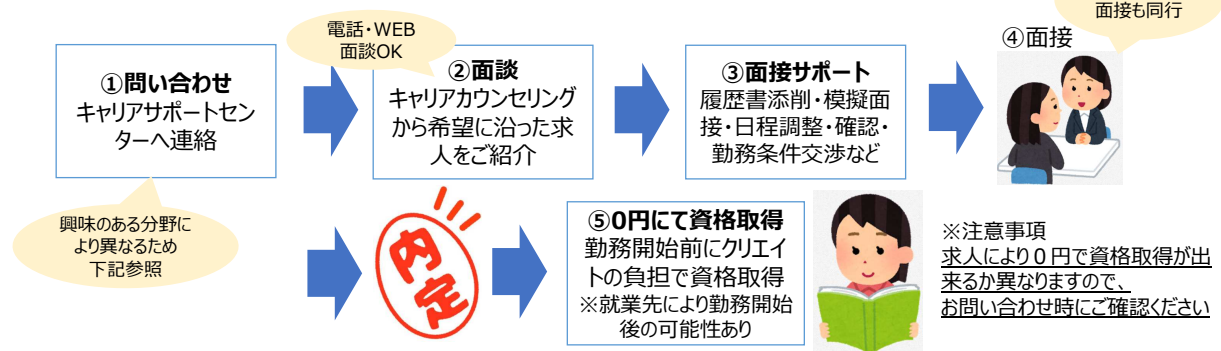 面接も同行
電話・WEB
面談OK
④面接
①問い合わせ
キャリアサポートセン
ターへ連絡
②面談
キャリアカウンセリング
から希望に沿った求
人をご紹介
③面接サポート
履歴書添削・模擬面
接・日程調整・確認・
勤務条件交渉など
興味のある分野に
より異なるため
下記参照
内定
⑤0円にて資格取得
勤務開始前にクリエイ
トの負担で資格取得
※就業先により勤務開始
後の可能性あり
※注意事項
求人により０円で資格取得が出
来るか異なりますので、
お問い合わせ時にご確認ください